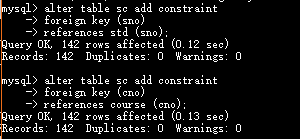 mysql> alter table sc add constraint
    -> foreign key (sno)
    -> references std (sno);
Query OK, 142 rows affected (0.12 sec)
Records: 142  Duplicates: 0  Warnings: 0
mysql> alter table sc add constraint
    -> foreign key (cno)
    -> references course (cno);
Query OK, 142 rows affected (0.13 sec)
Records: 142  Duplicates: 0  Warnings: 0